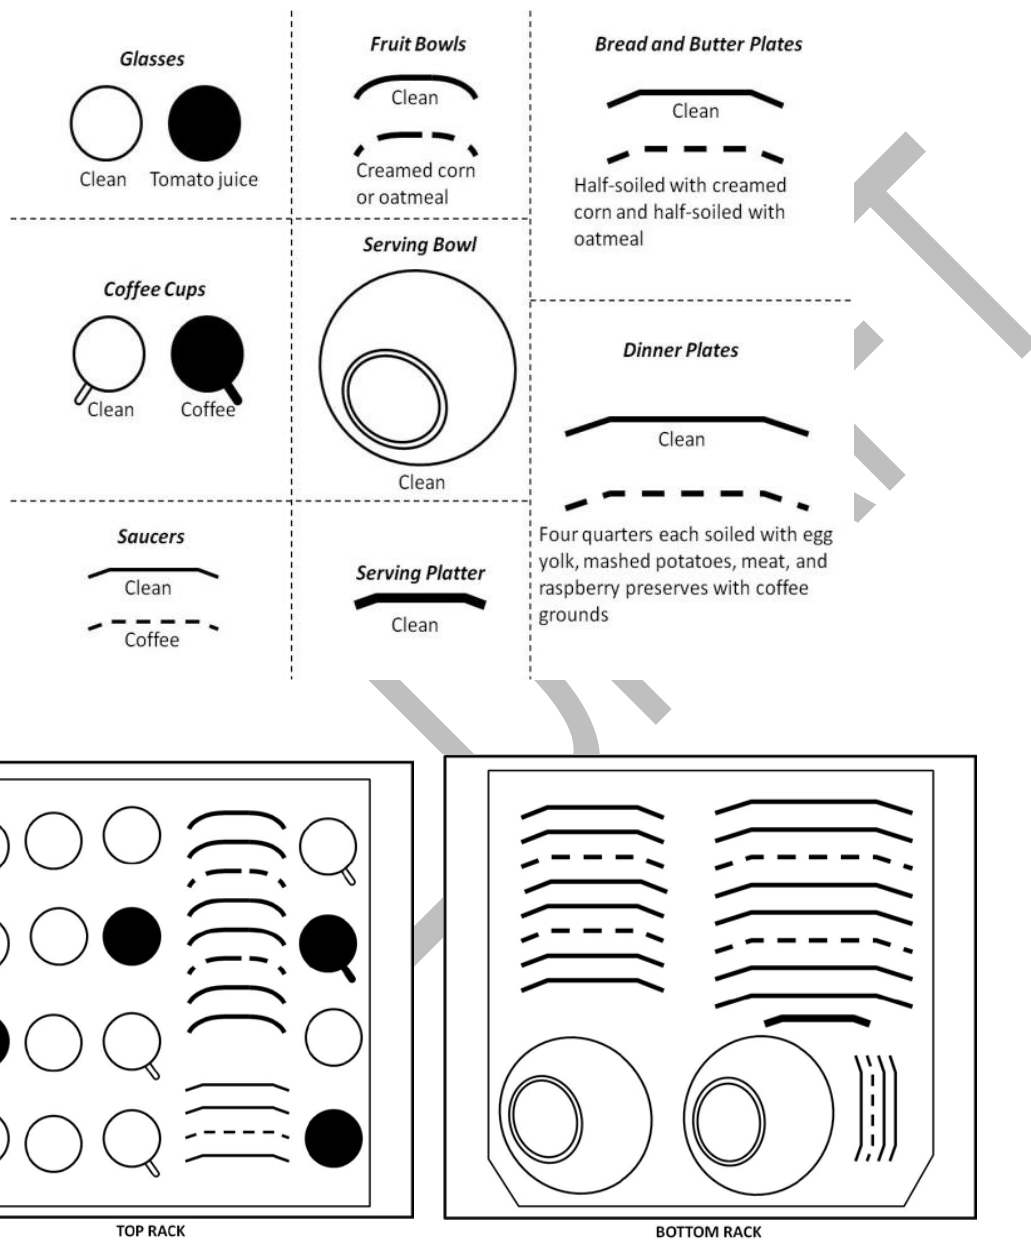 Glasses
Clean
Tomato juice
Fruit Bowls
Clean
Creamed corn
or oatmeal
Bread and Butter Plates
Clean
Half-soiled with creamed
corn and half-soiled with
oatmeal
Coffee Cups
Clean
Coffee
Serving Bowl
Clean
Dinner Plates
Clean
Four quarters each soiled with egg
yolk, mashed potatoes, meat, and
raspberry preserves with coffee
grounds
Saucers
Clean
Coffee
Serving Platter
Clean
TOP RACK
BOTTOM RACK